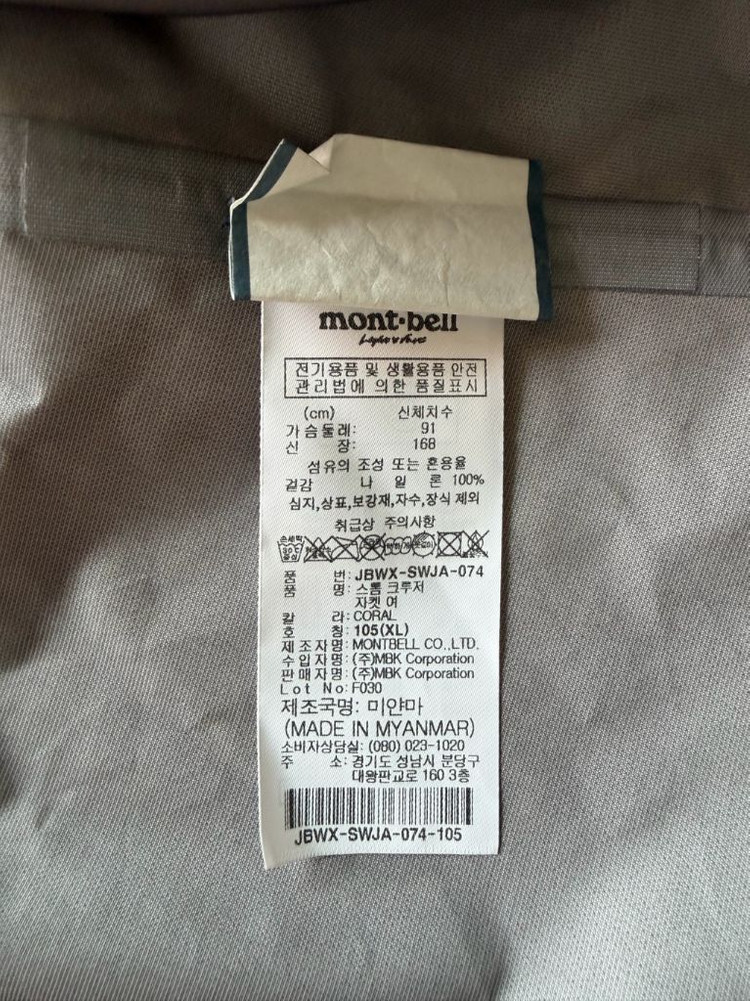 mont·bell
전기용품 및 생활용품 안전
관리법에 의한 품질표시
(cm) 신체치수
가슴둘레: 91
신 장: 168
섬유의 조성 또는 혼용율
겉감 나 일 론 100%
심지,상표,보강재,자수,장식 제외
취급상 주의사항
손세탁
30℃
중성
품 번: JBWX-SWJA-074
품 명: 스톰 크루저
자켓 여
칼 라: CORAL
호 칭: 105(XL)
제조자명: MONTBELL CO.,LTD.
수입자명: (주)MBK Corporation
판매자명: (주)MBK Corporation
Lot No: F030
제조국명: 미얀마
(MADE IN MYANMAR)
소비자상담실: (080) 023-1020
주 소: 경기도 성남시 분당구
대왕판교로 160 3층
JBWX-SWJA-074-105